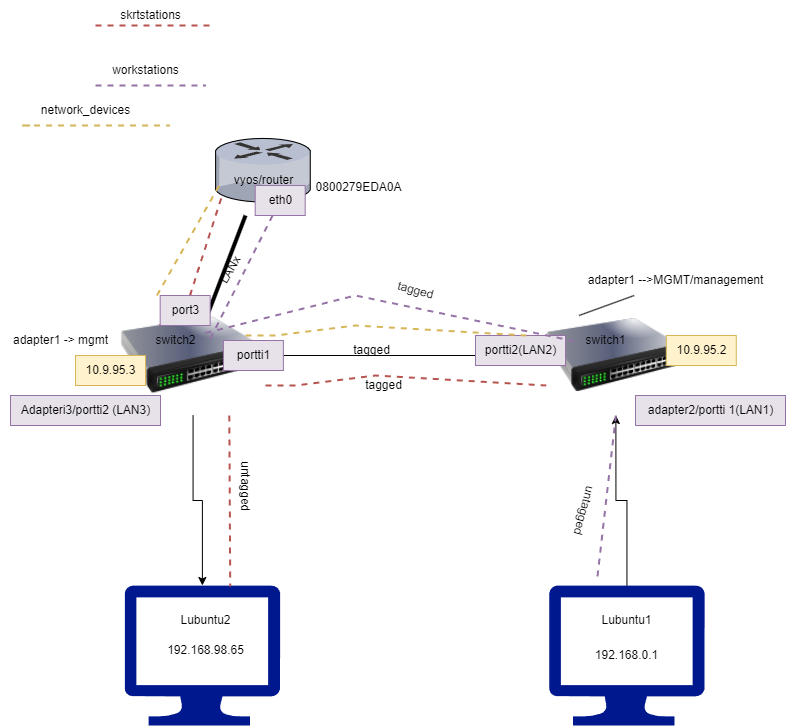 skrtstations
workstations
network_devices
vyos/router
0800279EDA0A
eth0
LANx
adapter1 -->MGMT/management
tagged
port3
adapter1 -> mgmt
switch2
switch1
portti1
tagged
portti2(LAN2)
10.9.95.2
10.9.95.3
tagged
Adapteri3/portti2 (LAN3)
adapter2/portti 1(LAN1)
untagged
untagged
Lubuntu2
192.168.98.65
Lubuntu1
192.168.0.1